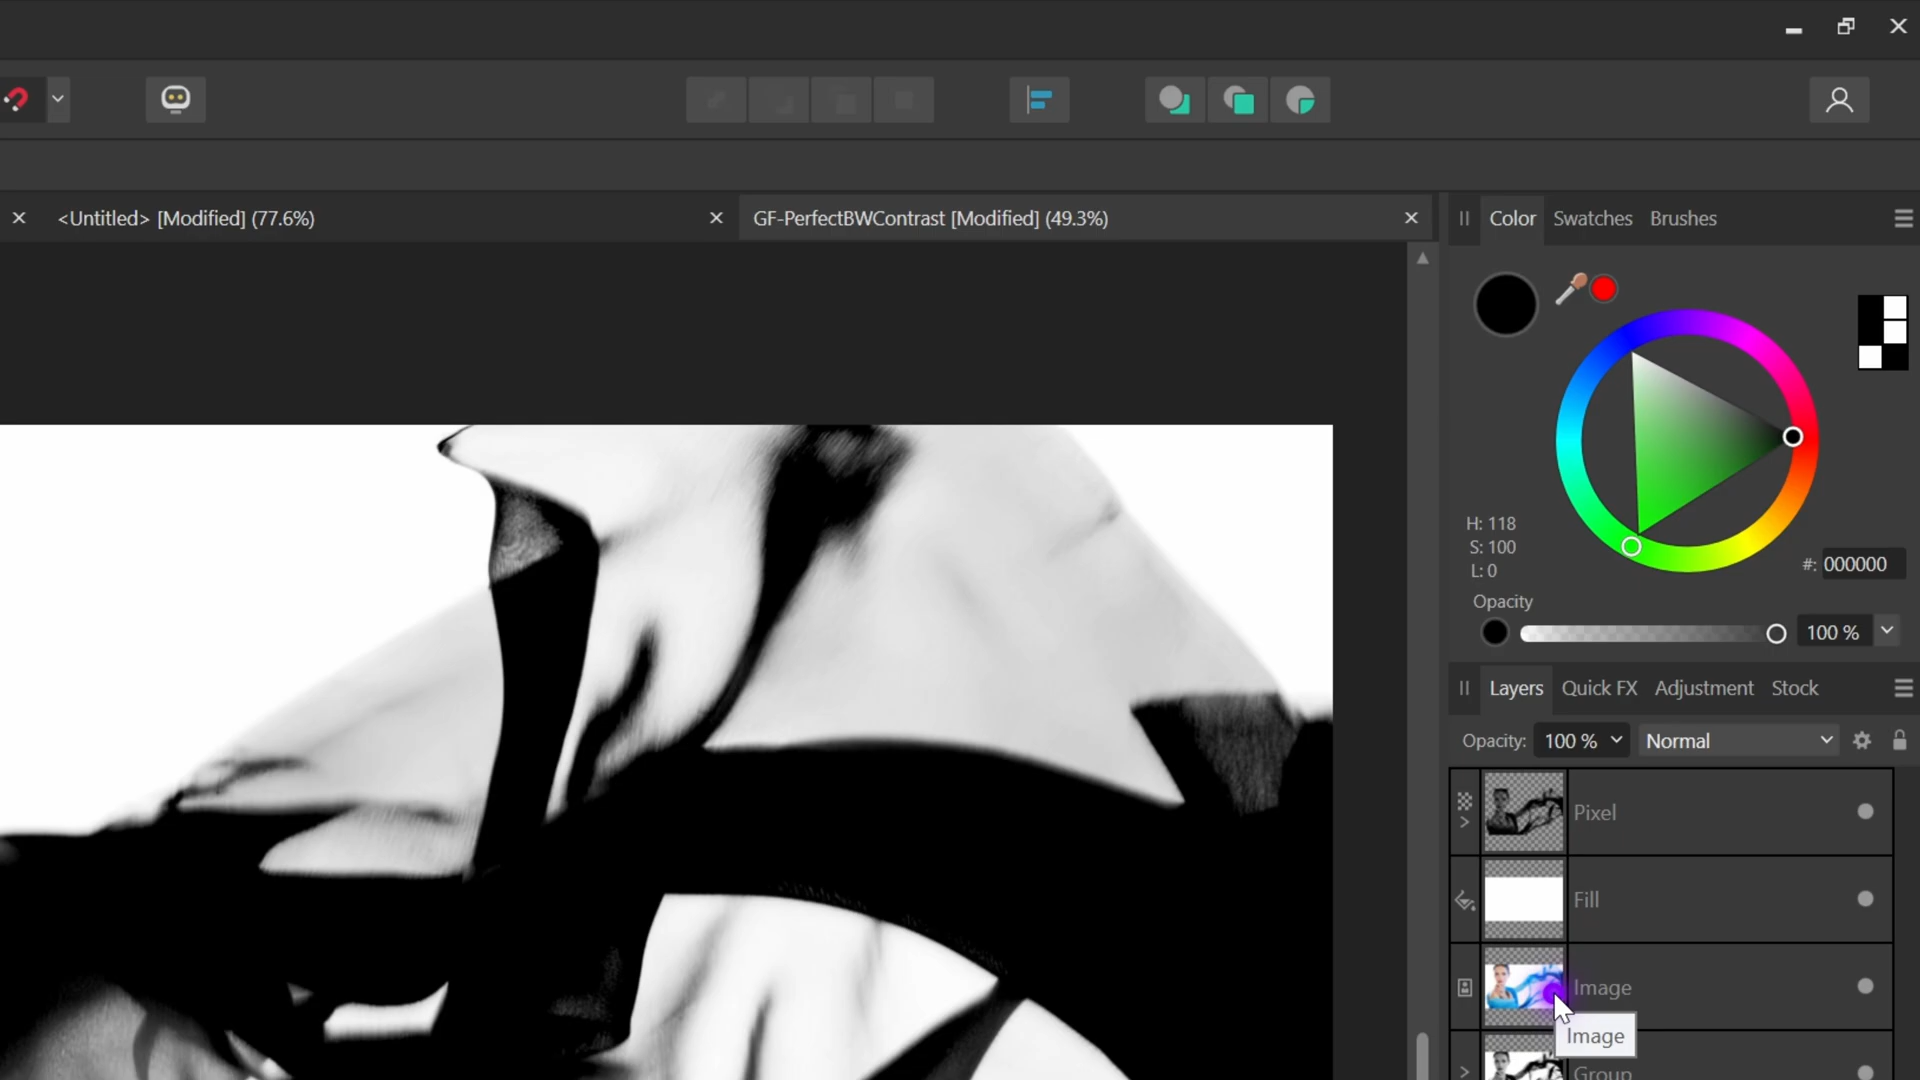 <Untitled> [Modified] (77.6%)
GF-PerfectBWContrast [Modified] (49.3%)
Color Swatches Brushes
H: 118
S: 100
L: 0
#: 000000
Opacity
100 %
Layers Quick FX Adjustment Stock
Opacity: 100 % Normal
Pixel
Fill
Image
Image
Group